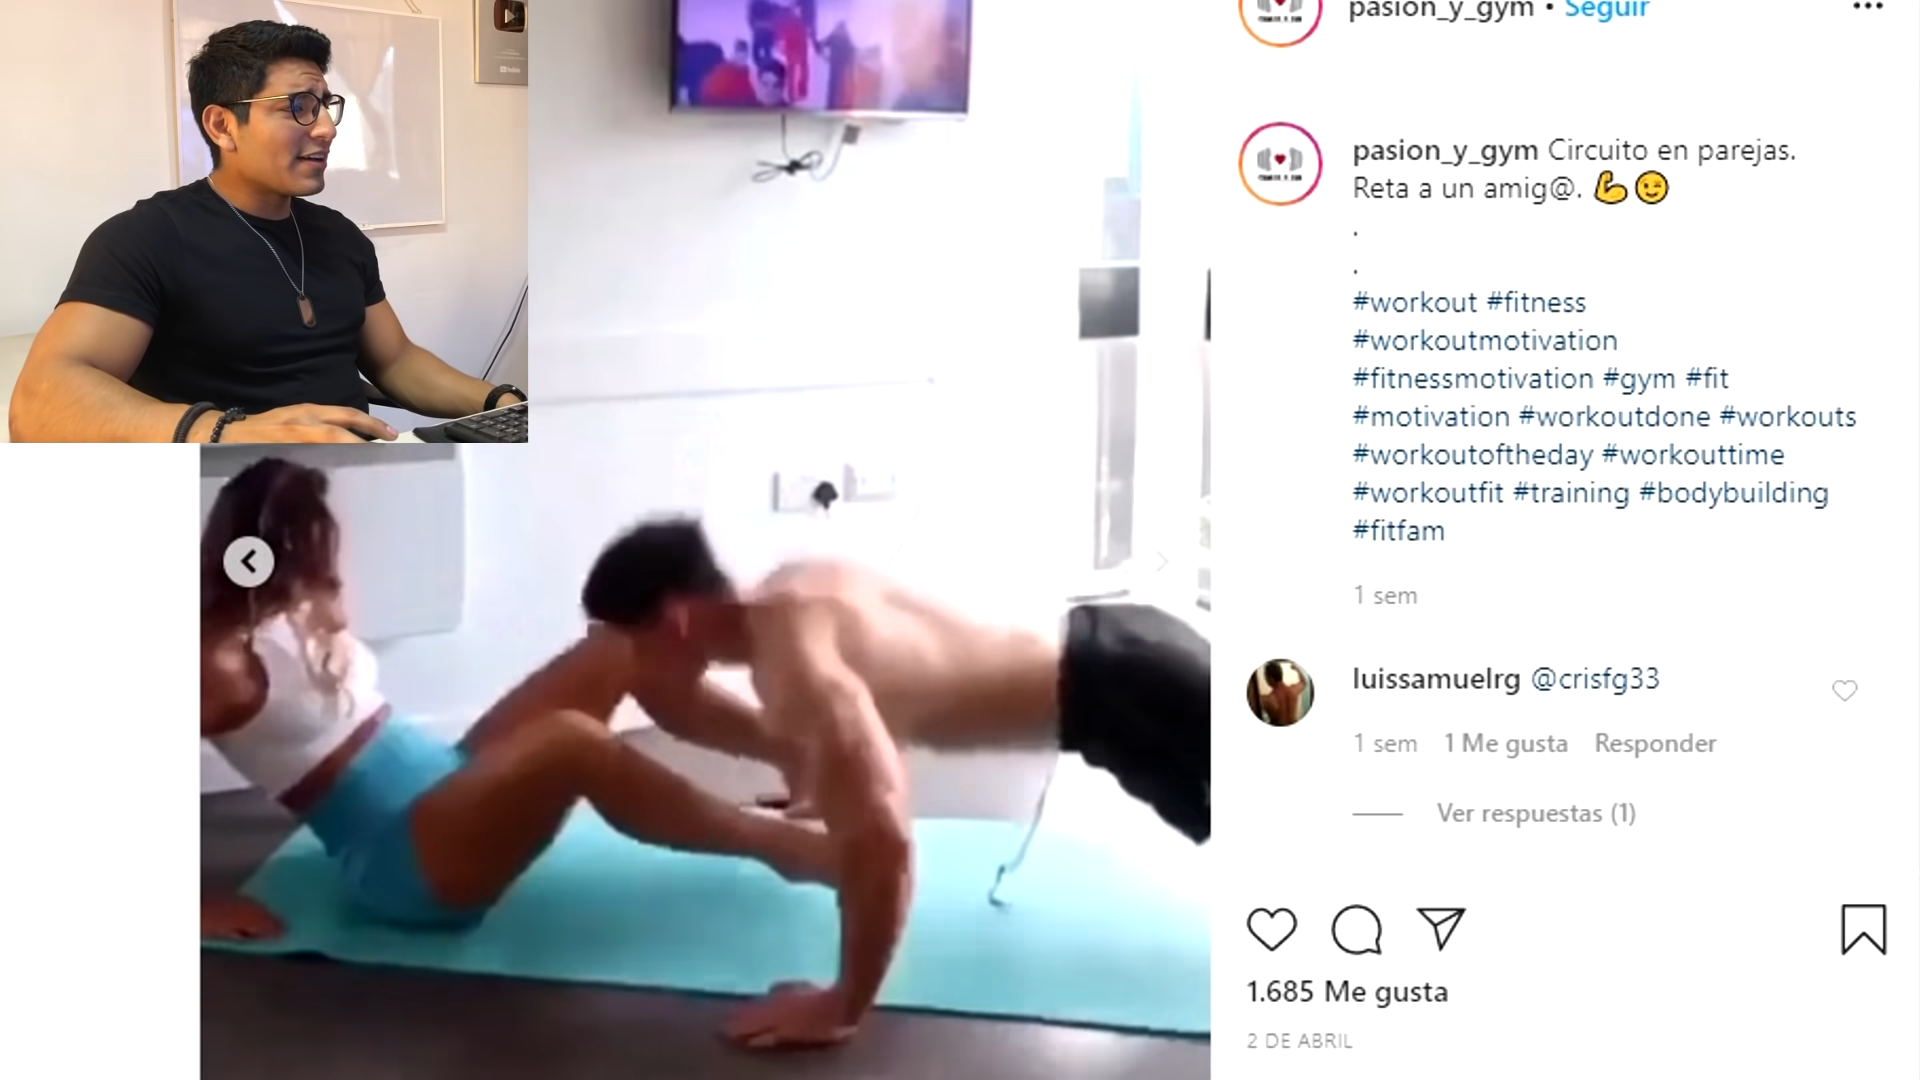 pasion_y_gym • Seguir
pasion_y_gym Circuito en parejas.
Reta a un amig@. 💪😉
.
.
#workout #fitness
#workoutmotivation
#fitnessmotivation #gym #fit
#motivation #workoutdone #workouts
#workoutoftheday #workouttime
#workoutfit #training #bodybuilding
#fitfam
1 sem
luissamuelrg @crisfg33
1 sem 1 Me gusta Responder
Ver respuestas (1)
1.685 Me gusta
2 DE ABRIL